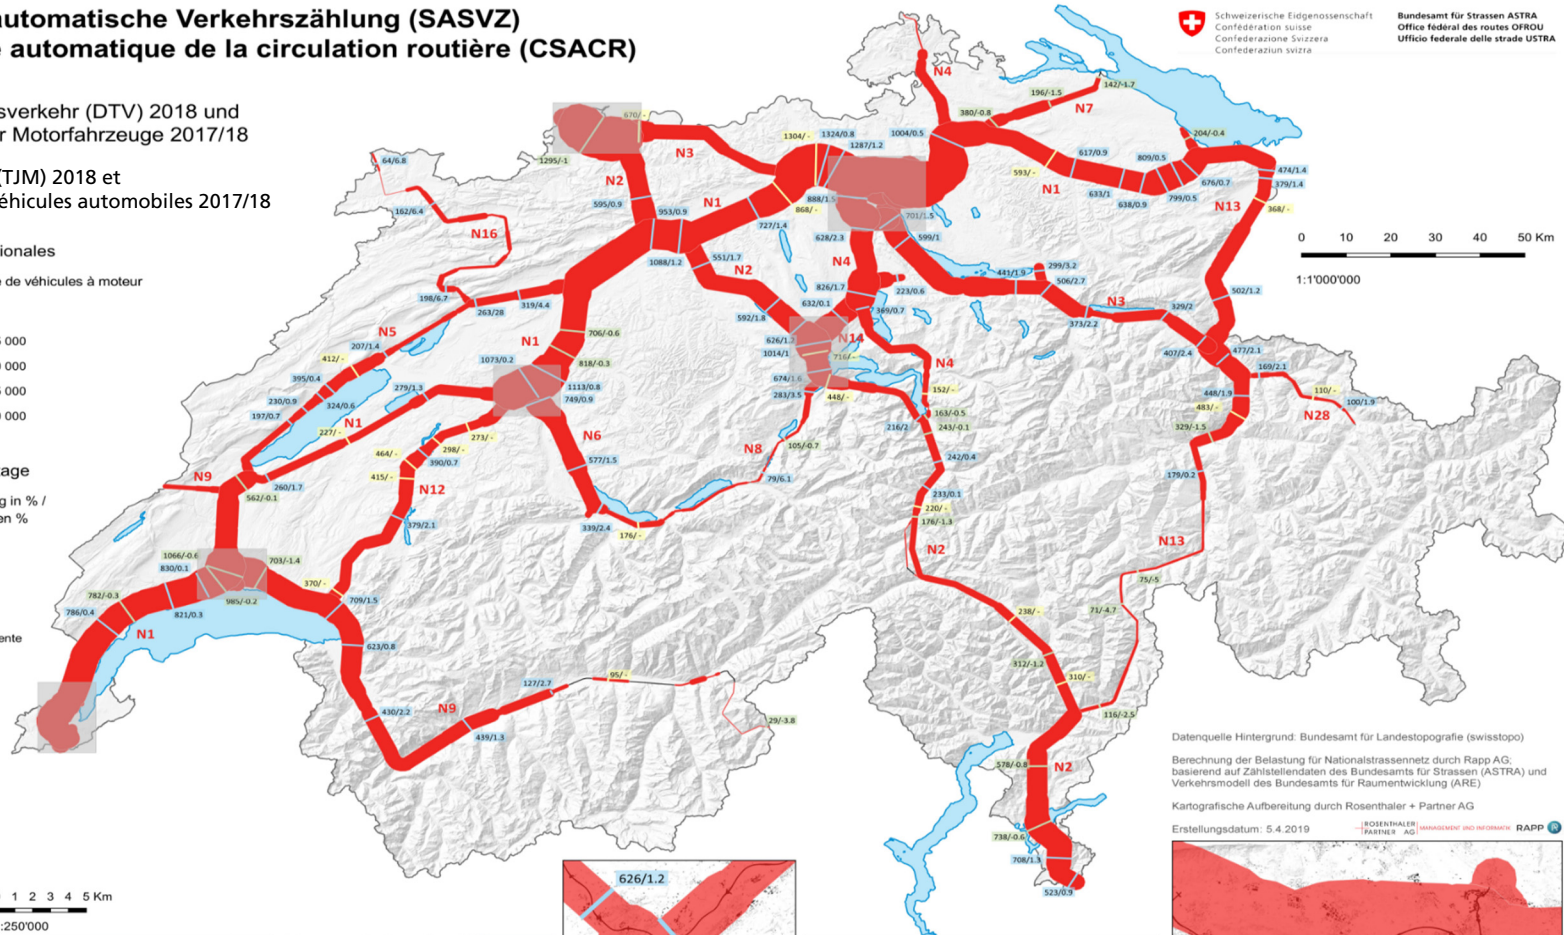 automatische Verkehrszählung (SASVZ)
e automatique de la circulation routière (CSACR)
sverkehr (DTV) 2018 und
r Motorfahrzeuge 2017/18
(TJM) 2018 et
éhicules automobiles 2017/18
ionales
e de véhicules à moteur
000
000
000
000
tage
g in % /
en %
ente
1 2 3 4 5 Km
:250'000
Schweizerische Eidgenossenschaft
Confédération suisse
Confederazione Svizzera
Confederaziun svizra
Bundesamt für Strassen ASTRA
Office fédéral des routes OFROU
Ufficio federale delle strade USTRA
0 10 20 30 40 50 Km
1:1'000'000
N4
196/-1.5
142/-1.7
N7
380/-0.8
670/-
1304/-
1324/0.8
1287/1.2
1004/0.5
204/-0.4
1295/-1
N3
64/6.8
N2
595/0.9
617/0.9
809/0.5
593/-
N1
633/1
638/0.9
799/0.5
676/0.7
474/1.4
379/1.4
N13
368/-
162/6.4
953/0.9
N1
888/1.5
868/-
727/1.4
701/1.5
599/1
628/2.3
N16
1088/1.2
551/1.7
N2
N4
441/1.9
299/3.2
506/2.7
826/1.7
223/0.6
632/0.1
369/0.7
502/1.2
198/6.7
263/28
319/4.4
592/1.8
N3
329/2
373/2.2
N5
207/1.4
N1
706/-0.6
626/1.3
N14
1014/1
716/-
407/2.4
477/2.1
412/-
1073/0.2
818/-0.3
N4
169/2.1
395/0.4
279/1.3
1113/0.8
749/0.9
674/1.6
283/3.5
448/-
152/-
448/1.9
110/-
100/1.9
230/0.9
197/0.7
324/0.6
N1
227/-
163/-0.5
243/-0.1
216/2
483/-
329/-1.5
N28
273/-
N6
464/-
298/-
390/0.7
N8
105/-0.7
242/0.4
N9
415/-
577/1.5
79/6.1
179/0.2
260/1.7
562/-0.1
N12
233/0.1
220/-
176/-1.3
379/2.1
339/2.4
176/-
N2
N13
1066/-0.6
830/0.1
703/-1.4
370/-
75/-5
782/-0.3
985/-0.2
709/1.5
786/0.4
821/0.3
238/-
71/-4.7
N1
623/0.8
312/-1.2
310/-
95/-
127/2.7
N9
430/2.2
439/1.3
29/-3.8
116/-2.5
578/-0.8
N2
738/-0.6
708/1.3
523/0.9
Datenquelle Hintergrund: Bundesamt für Landestopografie (swisstopo)
Berechnung der Belastung für Nationalstrassennetz durch Rapp AG;
basierend auf Zählstellendaten des Bundesamts für Strassen (ASTRA) und
Verkehrsmodell des Bundesamts für Raumentwicklung (ARE)
Kartografische Aufbereitung durch Rosenthaler + Partner AG
Erstellungsdatum: 5.4.2019
ROSENTHALER
PARTNER AG
MANAGEMENT UND INFORMATIK
RAPP
626/1.2